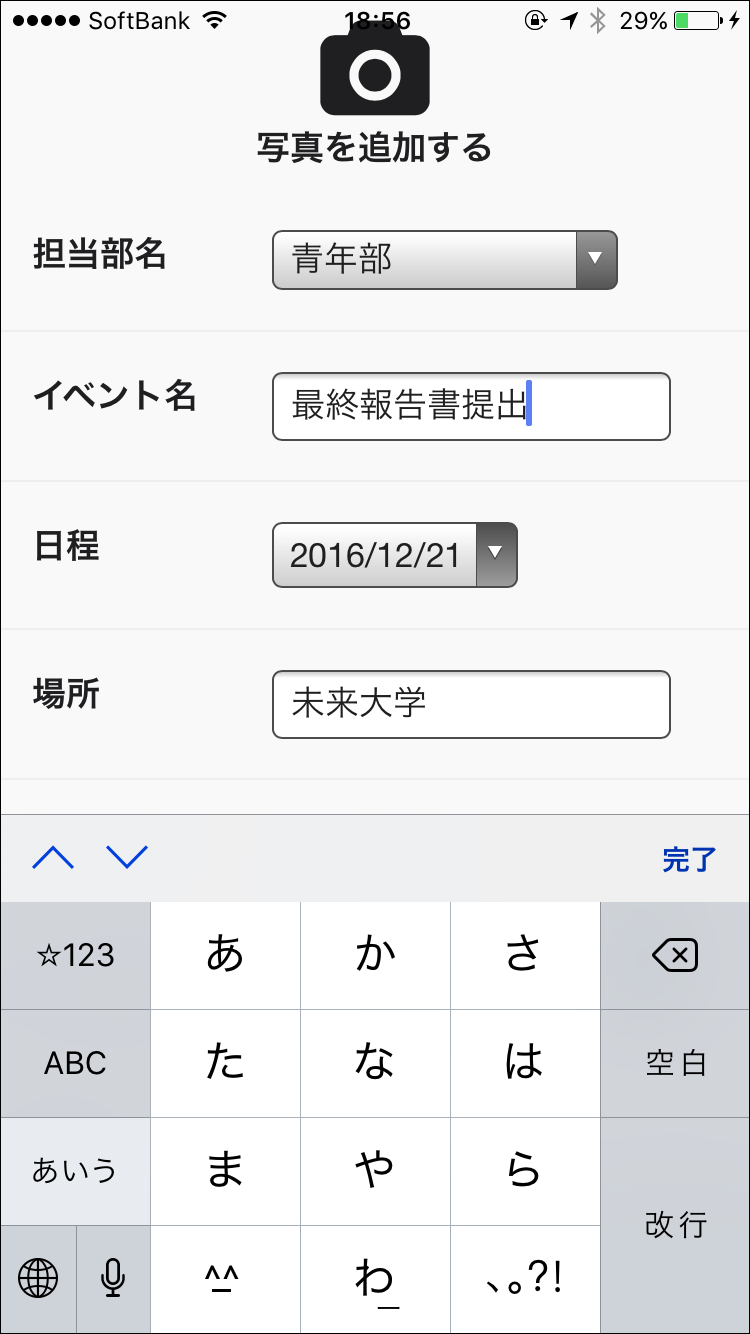 SoftBank 18:56 29%
写真を追加する
担当部名 青年部
イベント名 最終報告書提出
日程 2016/12/21
場所 未来大学
完了
☆123 あ か さ
ABC た な は 空白
あいう ま や ら 改行
^^ わ 、。?!